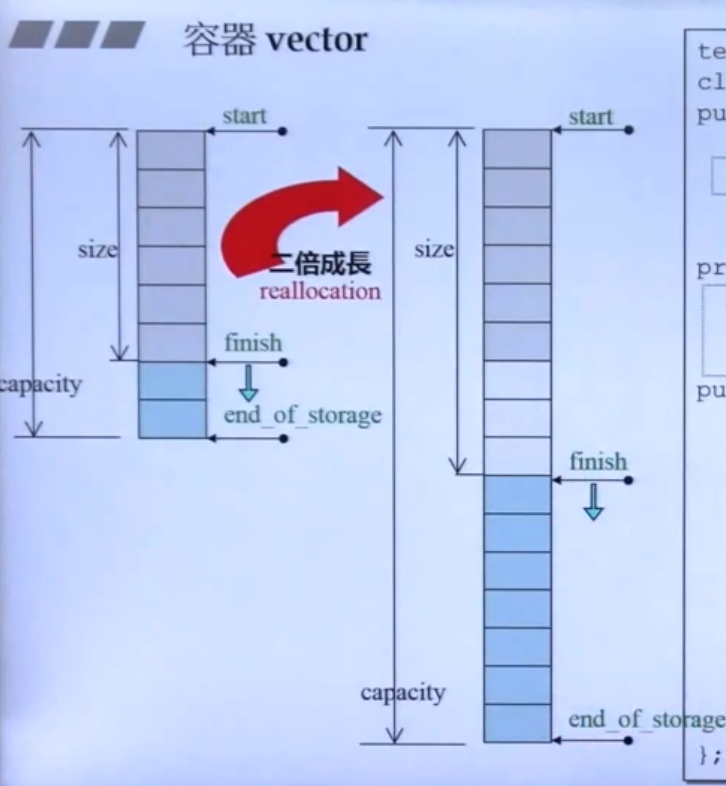 容器 vector
start
size
finish
capacity
end_of_storage
二倍成長
reallocation
start
size
finish
capacity
end_of_storage
te
cl
pu
pr
pu
};